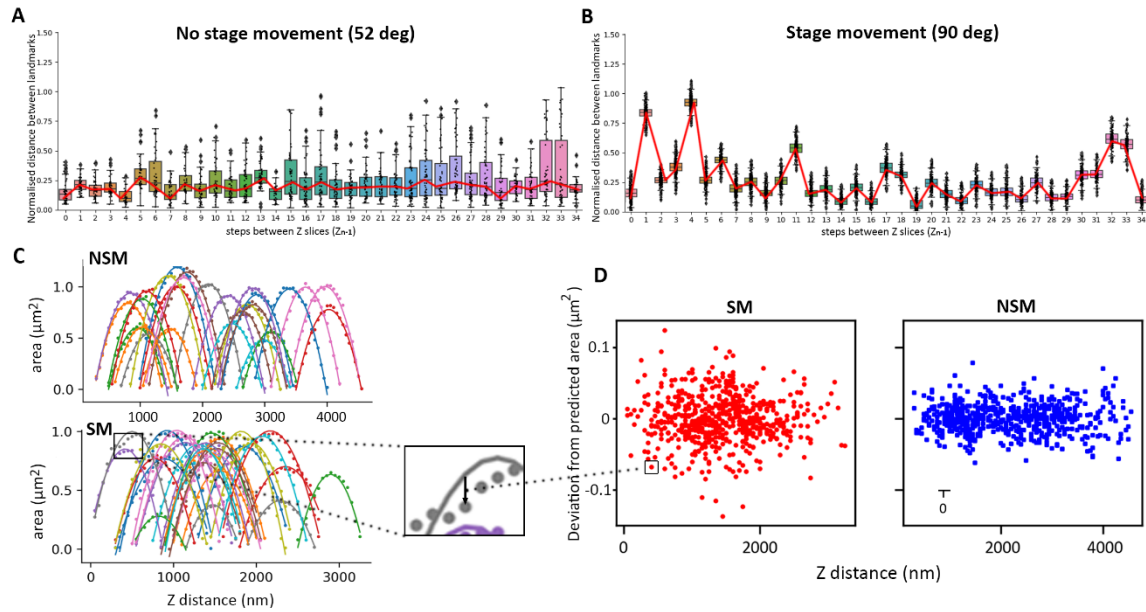 A
No stage movement (52 deg)
Normalised distance between landmarks
1.50
1.25
1.00
0.75
0.50
0.25
0.00
0 1 2 3 4 5 6 7 8 9 10 11 12 13 14 15 16 17 18 19 20 21 22 23 24 25 26 27 28 29 30 31 32 33 34
steps between Z slices (Zn-1)
B
Stage movement (90 deg)
Normalised distance between landmarks
1.50
1.25
1.00
0.75
0.50
0.25
0.00
0 1 2 3 4 5 6 7 8 9 10 11 12 13 14 15 16 17 18 19 20 21 22 23 24 25 26 27 28 29 30 31 32 33 34
steps between Z slices (Zn-1)
C
NSM
area (μm2)
1.0
0.5
0.0
1000 2000 3000 4000
SM
area (μm²)
1.0
0.5
0.0
0 1000 2000 3000
Z distance (nm)
D
SM
NSM
Deviation from predicted area (μm²)
0.1
0
-0.1
0 2000
0
2000 4000
Z distance (nm)